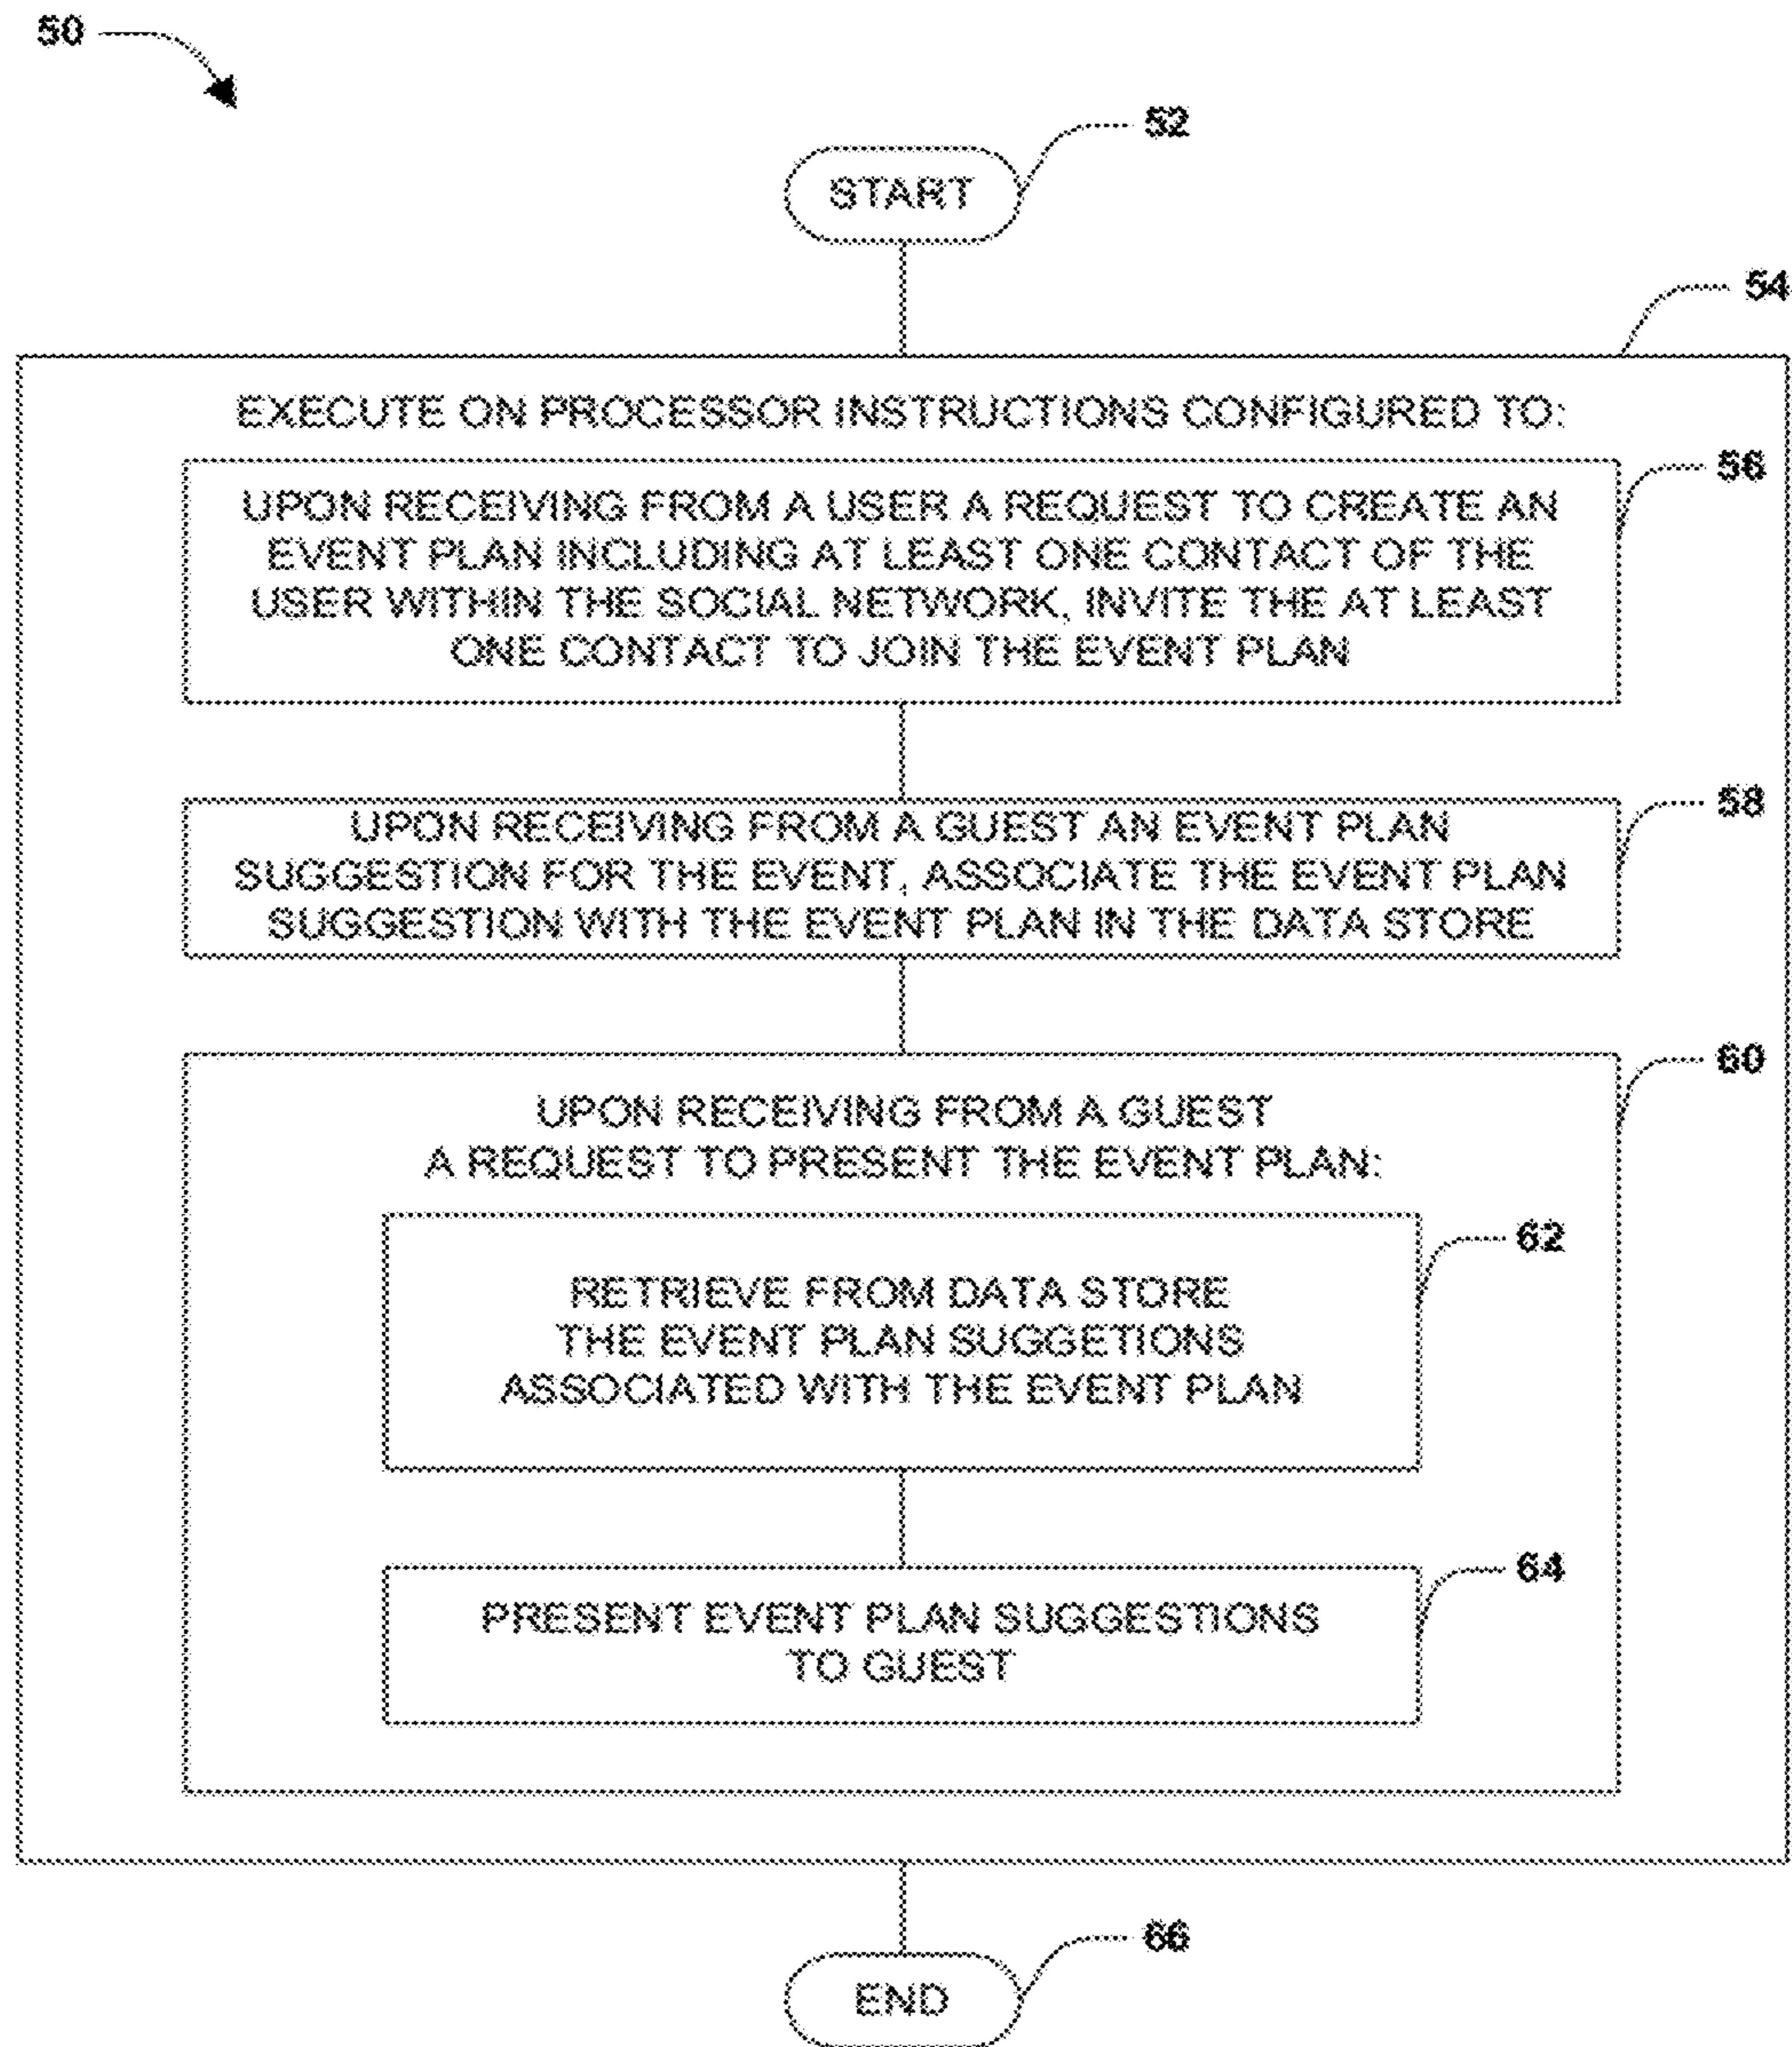 50
52
START
54
EXECUTE ON PROCESSOR INSTRUCTIONS CONFIGURED TO:
56
UPON RECEIVING FROM A USER A REQUEST TO CREATE AN
EVENT PLAN INCLUDING AT LEAST ONE CONTACT OF THE
USER WITHIN THE SOCIAL NETWORK, INVITE THE AT LEAST
ONE CONTACT TO JOIN THE EVENT PLAN
58
UPON RECEIVING FROM A GUEST AN EVENT PLAN
SUGGESTION FOR THE EVENT, ASSOCIATE THE EVENT PLAN
SUGGESTION WITH THE EVENT PLAN IN THE DATA STORE
60
UPON RECEIVING FROM A GUEST
A REQUEST TO PRESENT THE EVENT PLAN:
62
RETRIEVE FROM DATA STORE
THE EVENT PLAN SUGGETIONS
ASSOCIATED WITH THE EVENT PLAN
64
PRESENT EVENT PLAN SUGGESTIONS
TO GUEST
66
END